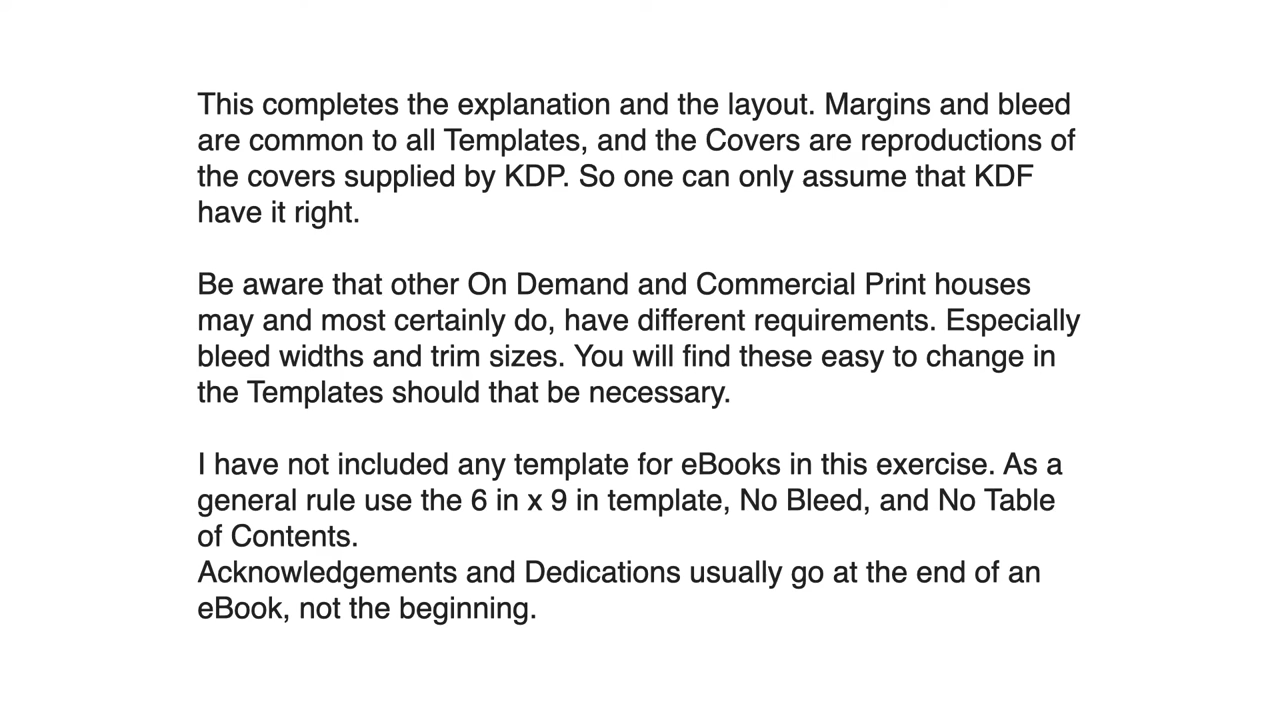 This completes the explanation and the layout. Margins and bleed
are common to all Templates, and the Covers are reproductions of
the covers supplied by KDP. So one can only assume that KDF
have it right.
Be aware that other On Demand and Commercial Print houses
may and most certainly do, have different requirements. Especially
bleed widths and trim sizes. You will find these easy to change in
the Templates should that be necessary.
I have not included any template for eBooks in this exercise. As a
general rule use the 6 in x 9 in template, No Bleed, and No Table
of Contents.
Acknowledgements and Dedications usually go at the end of an
eBook, not the beginning.